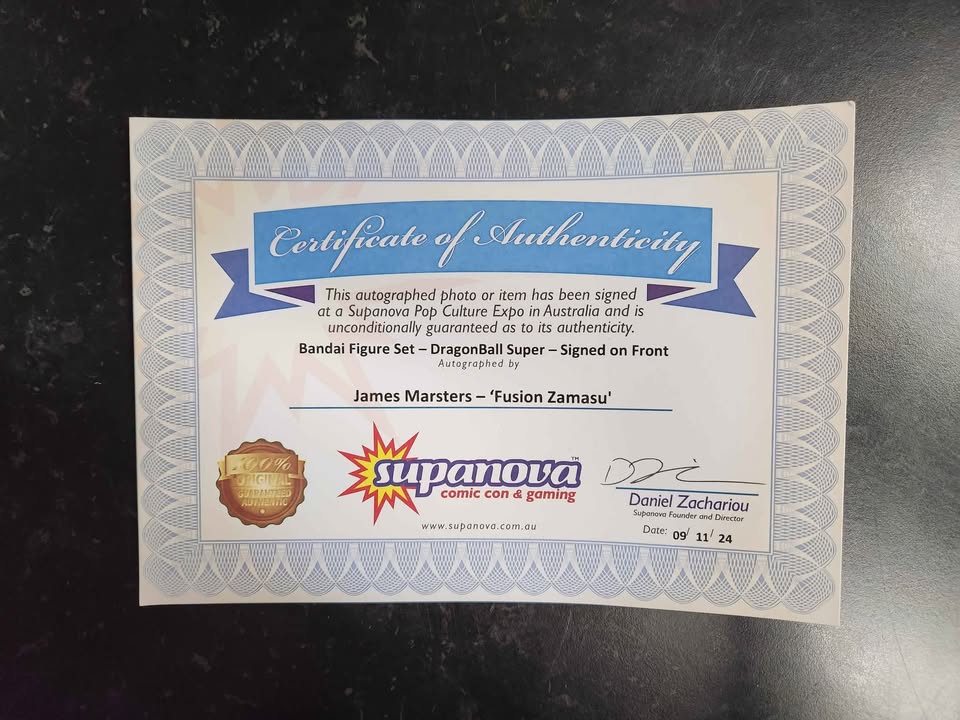 Certificate of Authenticity
This autographed photo or item has been signed
at a Supanova Pop Culture Expo in Australia and is
unconditionally guaranteed as to its authenticity.
Bandai Figure Set – DragonBall Super – Signed on Front
Autographed by
James Marsters – ‘Fusion Zamasu'
100%
ORIGINAL
GUARANTEED
AUTHENTIC
supanova™
comic con & gaming
www.supanova.com.au
Daniel Zachariou
Supanova Founder and Director
Date: 09/ 11/ 24